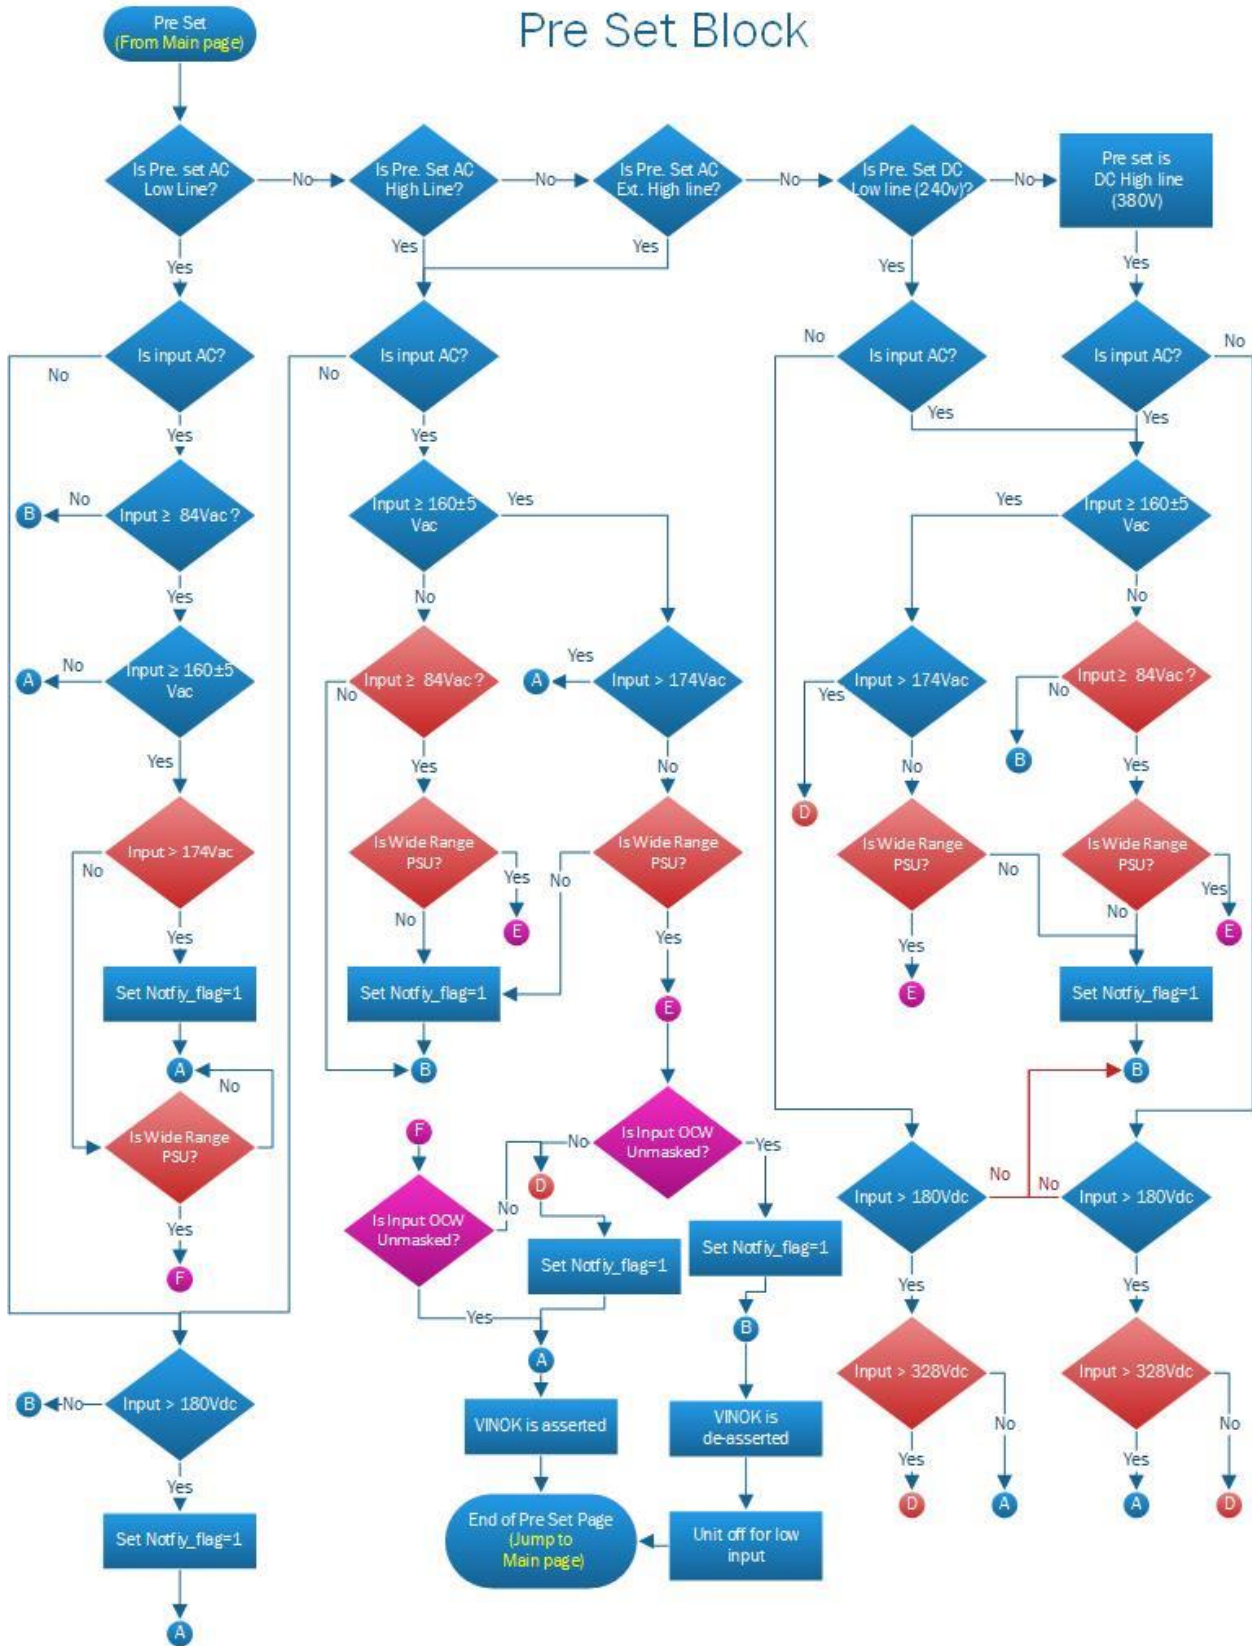 Pre Set Block
Pre Set
(From Main page)
Is Pre. set AC
Low Line?
No
Is Pre. Set AC
High Line?
No
Is Pre. Set AC
Ext. High line?
No
Is Pre. Set DC
Low line (240v)?
No
Pre set is
DC High line
(380V)
Yes
Yes
Yes
Yes
Yes
Is input AC?
No
Is input AC?
No
Is input AC?
No
Is input AC?
No
Yes
Yes
Yes
Yes
B
No
Input ≥ 84Vac ?
Input ≥ 160±5
Vac
Yes
Yes
Input ≥ 160±5
Vac
Yes
No
No
A
No
Input ≥ 160±5
Vac
Input ≥ 84Vac ?
No
A
Yes
Input > 174Vac
Input > 174Vac
Yes
Input ≥ 84Vac ?
No
B
Yes
Yes
No
No
Yes
D
Input > 174Vac
No
Is Wide Range
PSU?
Yes
E
Is Wide Range
PSU?
No
Is Wide Range
PSU?
No
Is Wide Range
PSU?
Yes
E
Yes
No
Yes
Yes
No
Set Notfiy_flag=1
Set Notfiy_flag=1
E
E
Set Notfiy_flag=1
A
No
B
B
Is Wide Range
PSU?
F
No
Is Input OCW
Unmasked?
Yes
D
Yes
F
Is Input OCW
Unmasked?
No
Set Notfiy_flag=1
Set Notfiy_flag=1
Input > 180Vdc
No
No
Input > 180Vdc
Yes
Yes
Yes
B
A
B
No
Input > 180Vdc
Input > 328Vdc
No
Input > 328Vdc
No
VINOK is asserted
VINOK is
de-asserted
Yes
Yes
Yes
D
A
A
D
Set Notfiy_flag=1
End of Pre Set Page
(Jump to
Main page)
Unit off for low
input
A